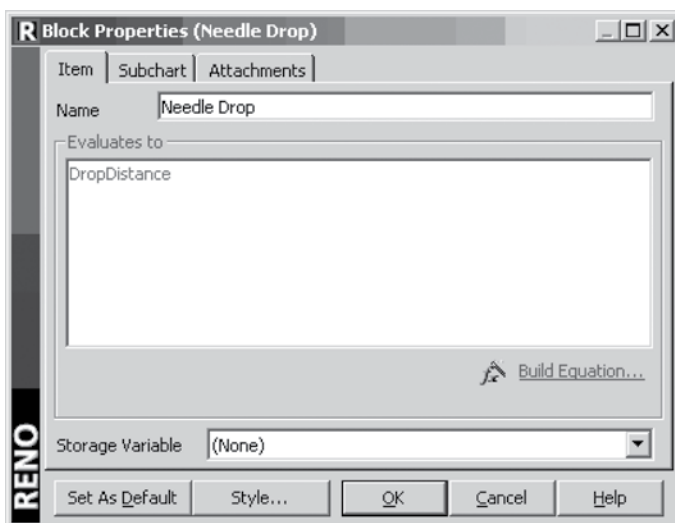 R Block Properties (Needle Drop)
Item Subchart Attachments
Name Needle Drop
Evaluates to
DropDistance
fx Build Equation...
Storage Variable (None)
RENO
Set As Default Style... OK Cancel Help